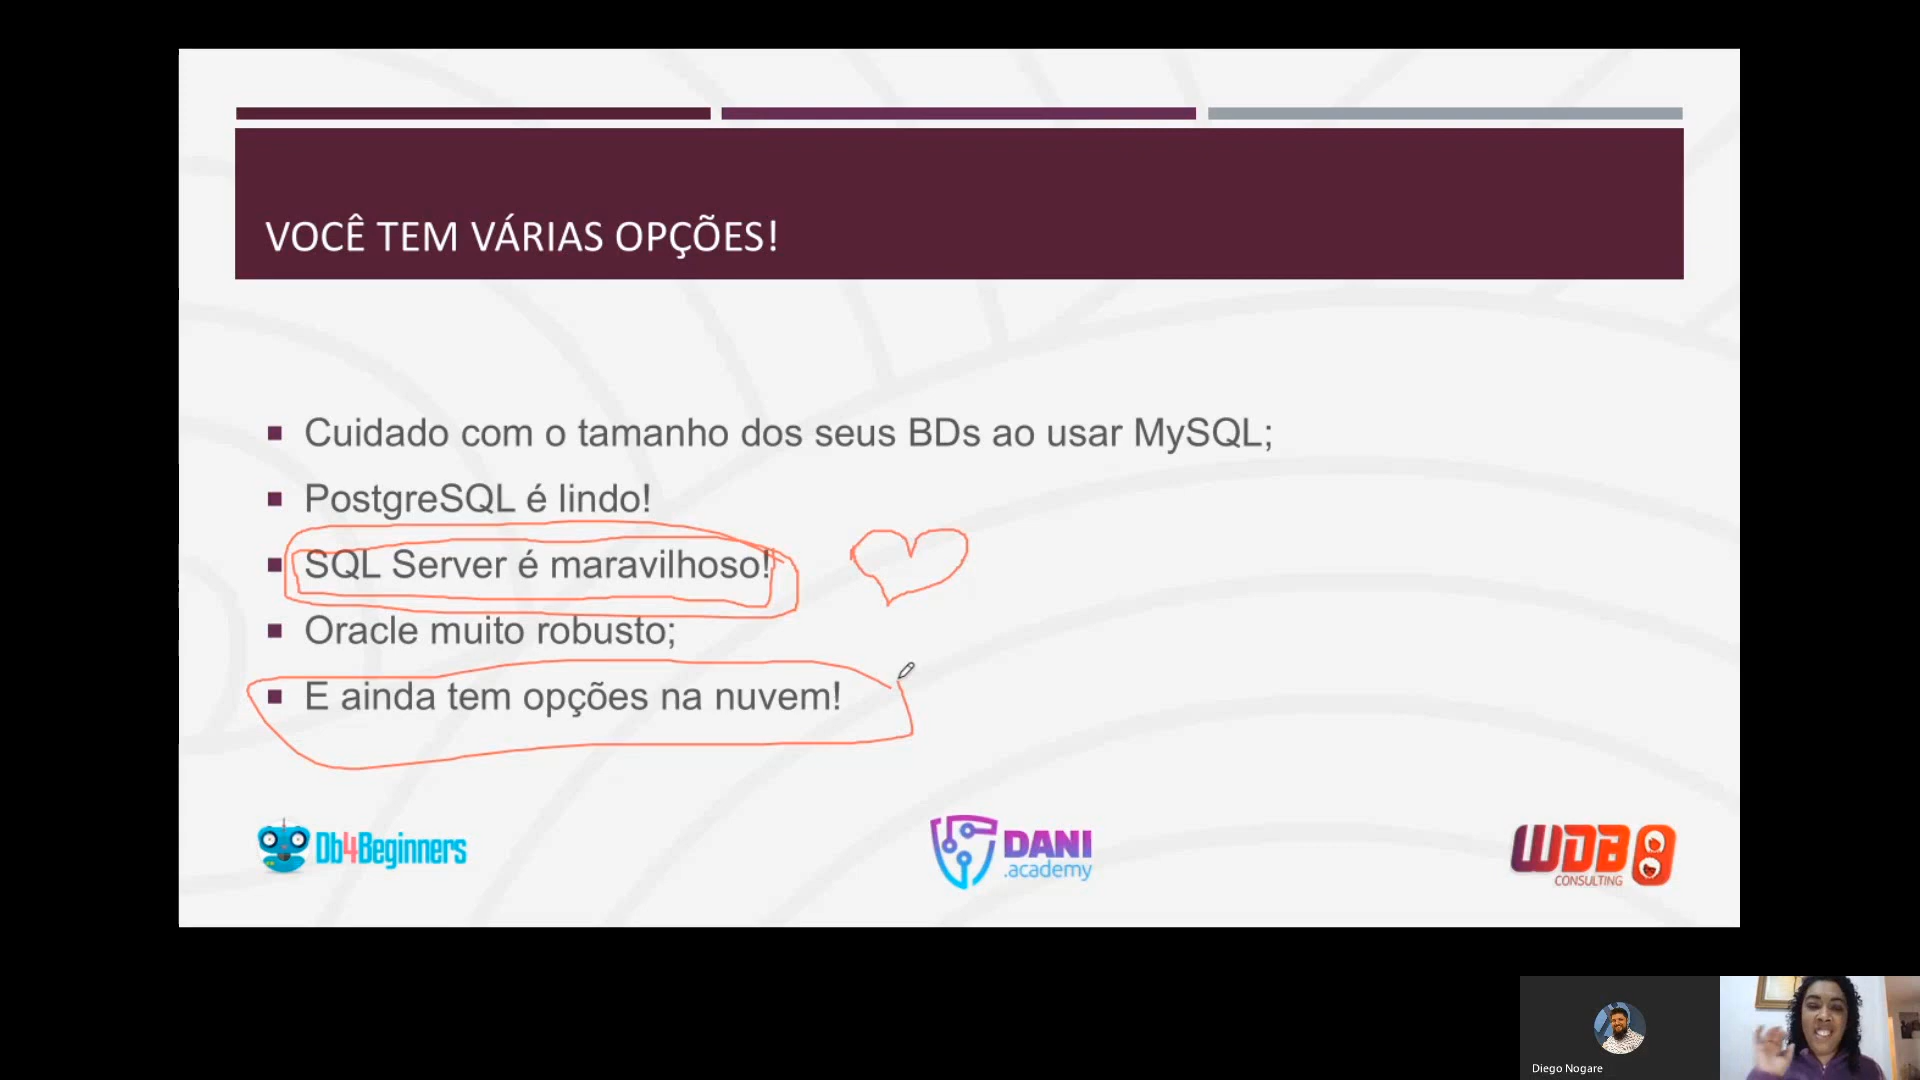 VOCÊ TEM VÁRIAS OPÇÕES!
Cuidado com o tamanho dos seus BDs ao usar MySQL;
PostgreSQL é lindo!
SQL Server é maravilhoso!
Oracle muito robusto;
E ainda tem opções na nuvem!
Db4Beginners
DANI
.academy
WDB
CONSULTING
Diego Nogare